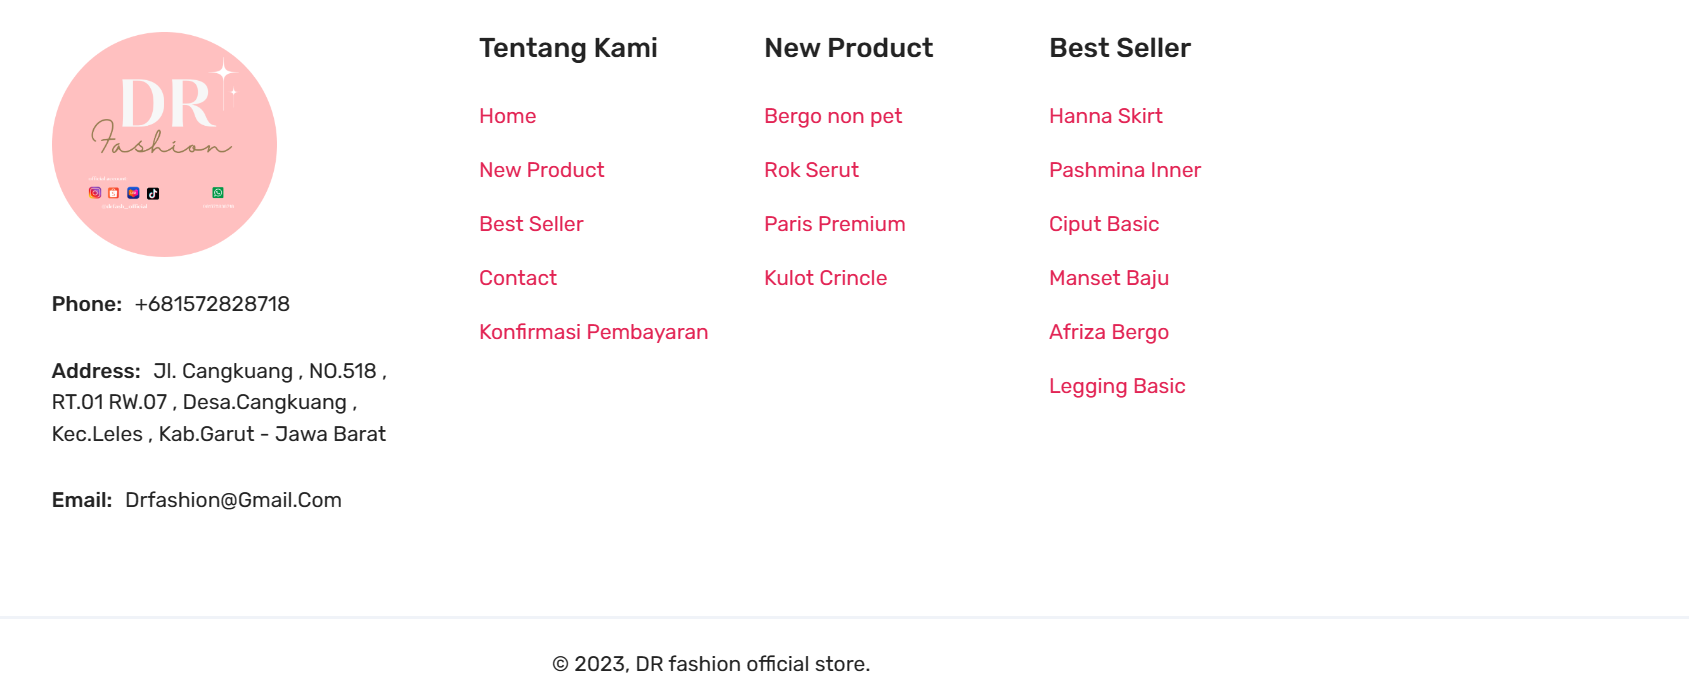 DR
Fashion
Phone: +681572828718
Address: Jl. Cangkuang , NO.518 ,
RT.01 RW.07 , Desa.Cangkuang ,
Kec.Leles , Kab.Garut - Jawa Barat
Email: Drfashion@Gmail.Com
Tentang Kami
Home
New Product
Best Seller
Contact
Konfirmasi Pembayaran
New Product
Bergo non pet
Rok Serut
Paris Premium
Kulot Crincle
Best Seller
Hanna Skirt
Pashmina Inner
Ciput Basic
Manset Baju
Afriza Bergo
Legging Basic
© 2023, DR fashion official store.